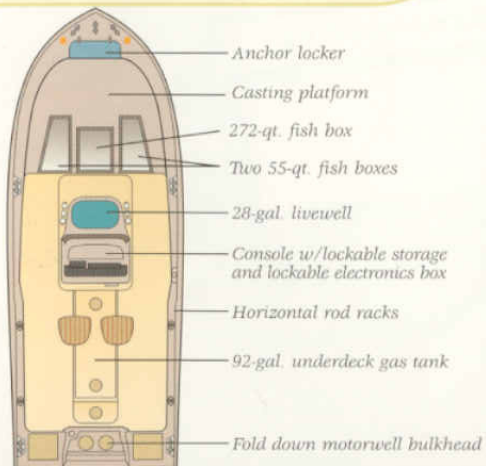 Anchor locker
Casting platform
272-qt. fish box
Two 55-qt. fish boxes
28-gal. livewell
Console w/lockable storage
and lockable electronics box
Horizontal rod racks
92-gal. underdeck gas tank
Fold down motorwell bulkhead